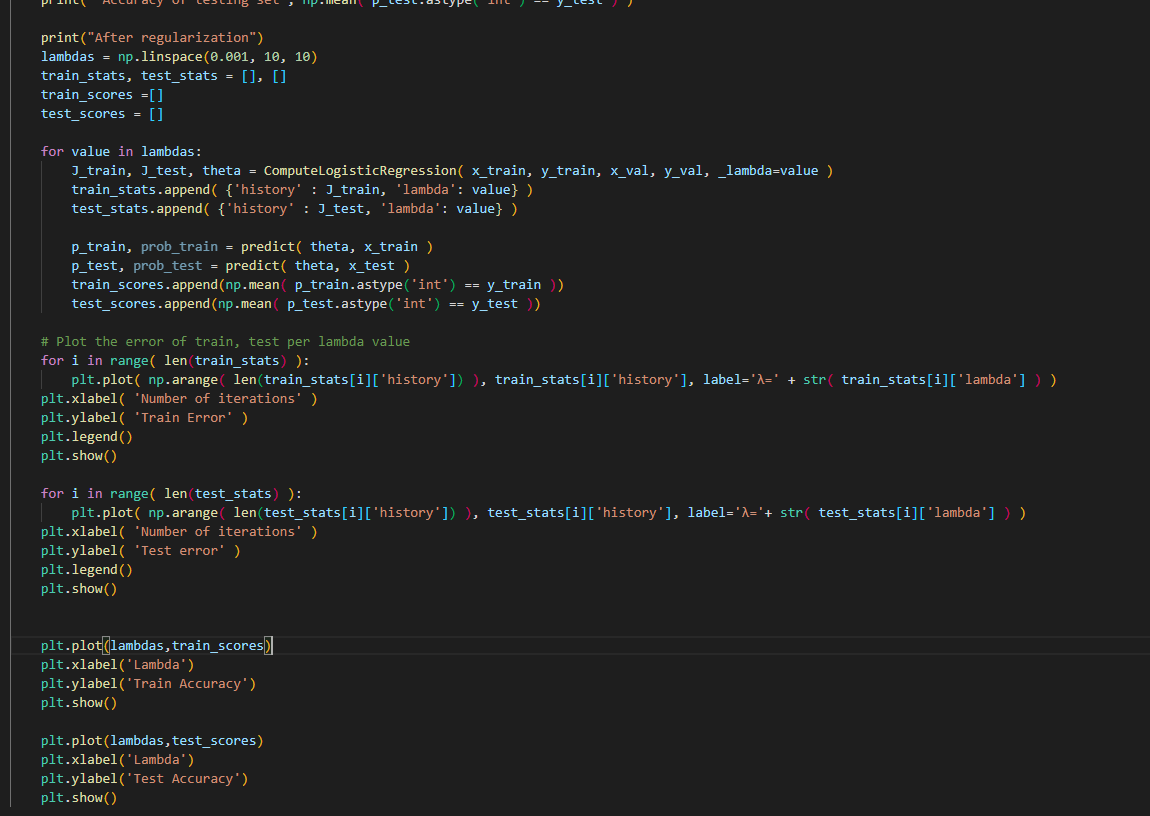 print( "Accuracy of testing set", np.mean( p_test.astype( 'int' ) == y_test ) )
print("After regularization")
lambdas = np.linspace(0.001, 10, 10)
train_stats, test_stats = [], []
train_scores =[]
test_scores = []
for value in lambdas:
J_train, J_test, theta = ComputeLogisticRegression( x_train, y_train, x_val, y_val, _lambda=value )
train_stats.append( {'history' : J_train, 'lambda': value} )
test_stats.append( {'history' : J_test, 'lambda': value} )
p_train, prob_train = predict( theta, x_train )
p_test, prob_test = predict( theta, x_test )
train_scores.append(np.mean( p_train.astype('int') == y_train ))
test_scores.append(np.mean( p_test.astype('int') == y_test ))
# Plot the error of train, test per lambda value
for i in range( len(train_stats) ):
plt.plot( np.arange( len(train_stats[i]['history']) ), train_stats[i]['history'], label='λ=' + str( train_stats[i]['lambda'] ) )
plt.xlabel( 'Number of iterations' )
plt.ylabel( 'Train Error' )
plt.legend()
plt.show()
for i in range( len(test_stats) ):
plt.plot( np.arange( len(test_stats[i]['history']) ), test_stats[i]['history'], label='λ='+ str( test_stats[i]['lambda'] ) )
plt.xlabel( 'Number of iterations' )
plt.ylabel( 'Test error' )
plt.legend()
plt.show()
plt.plot(lambdas,train_scores)
plt.xlabel('Lambda')
plt.ylabel('Train Accuracy')
plt.show()
plt.plot(lambdas,test_scores)
plt.xlabel('Lambda')
plt.ylabel('Test Accuracy')
plt.show()